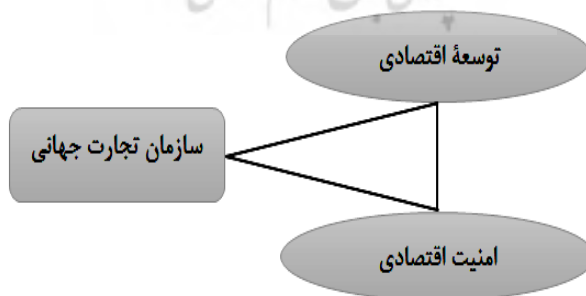 توسعهٔ اقتصادی
سازمان تجارت جهانی
امنیت اقتصادی